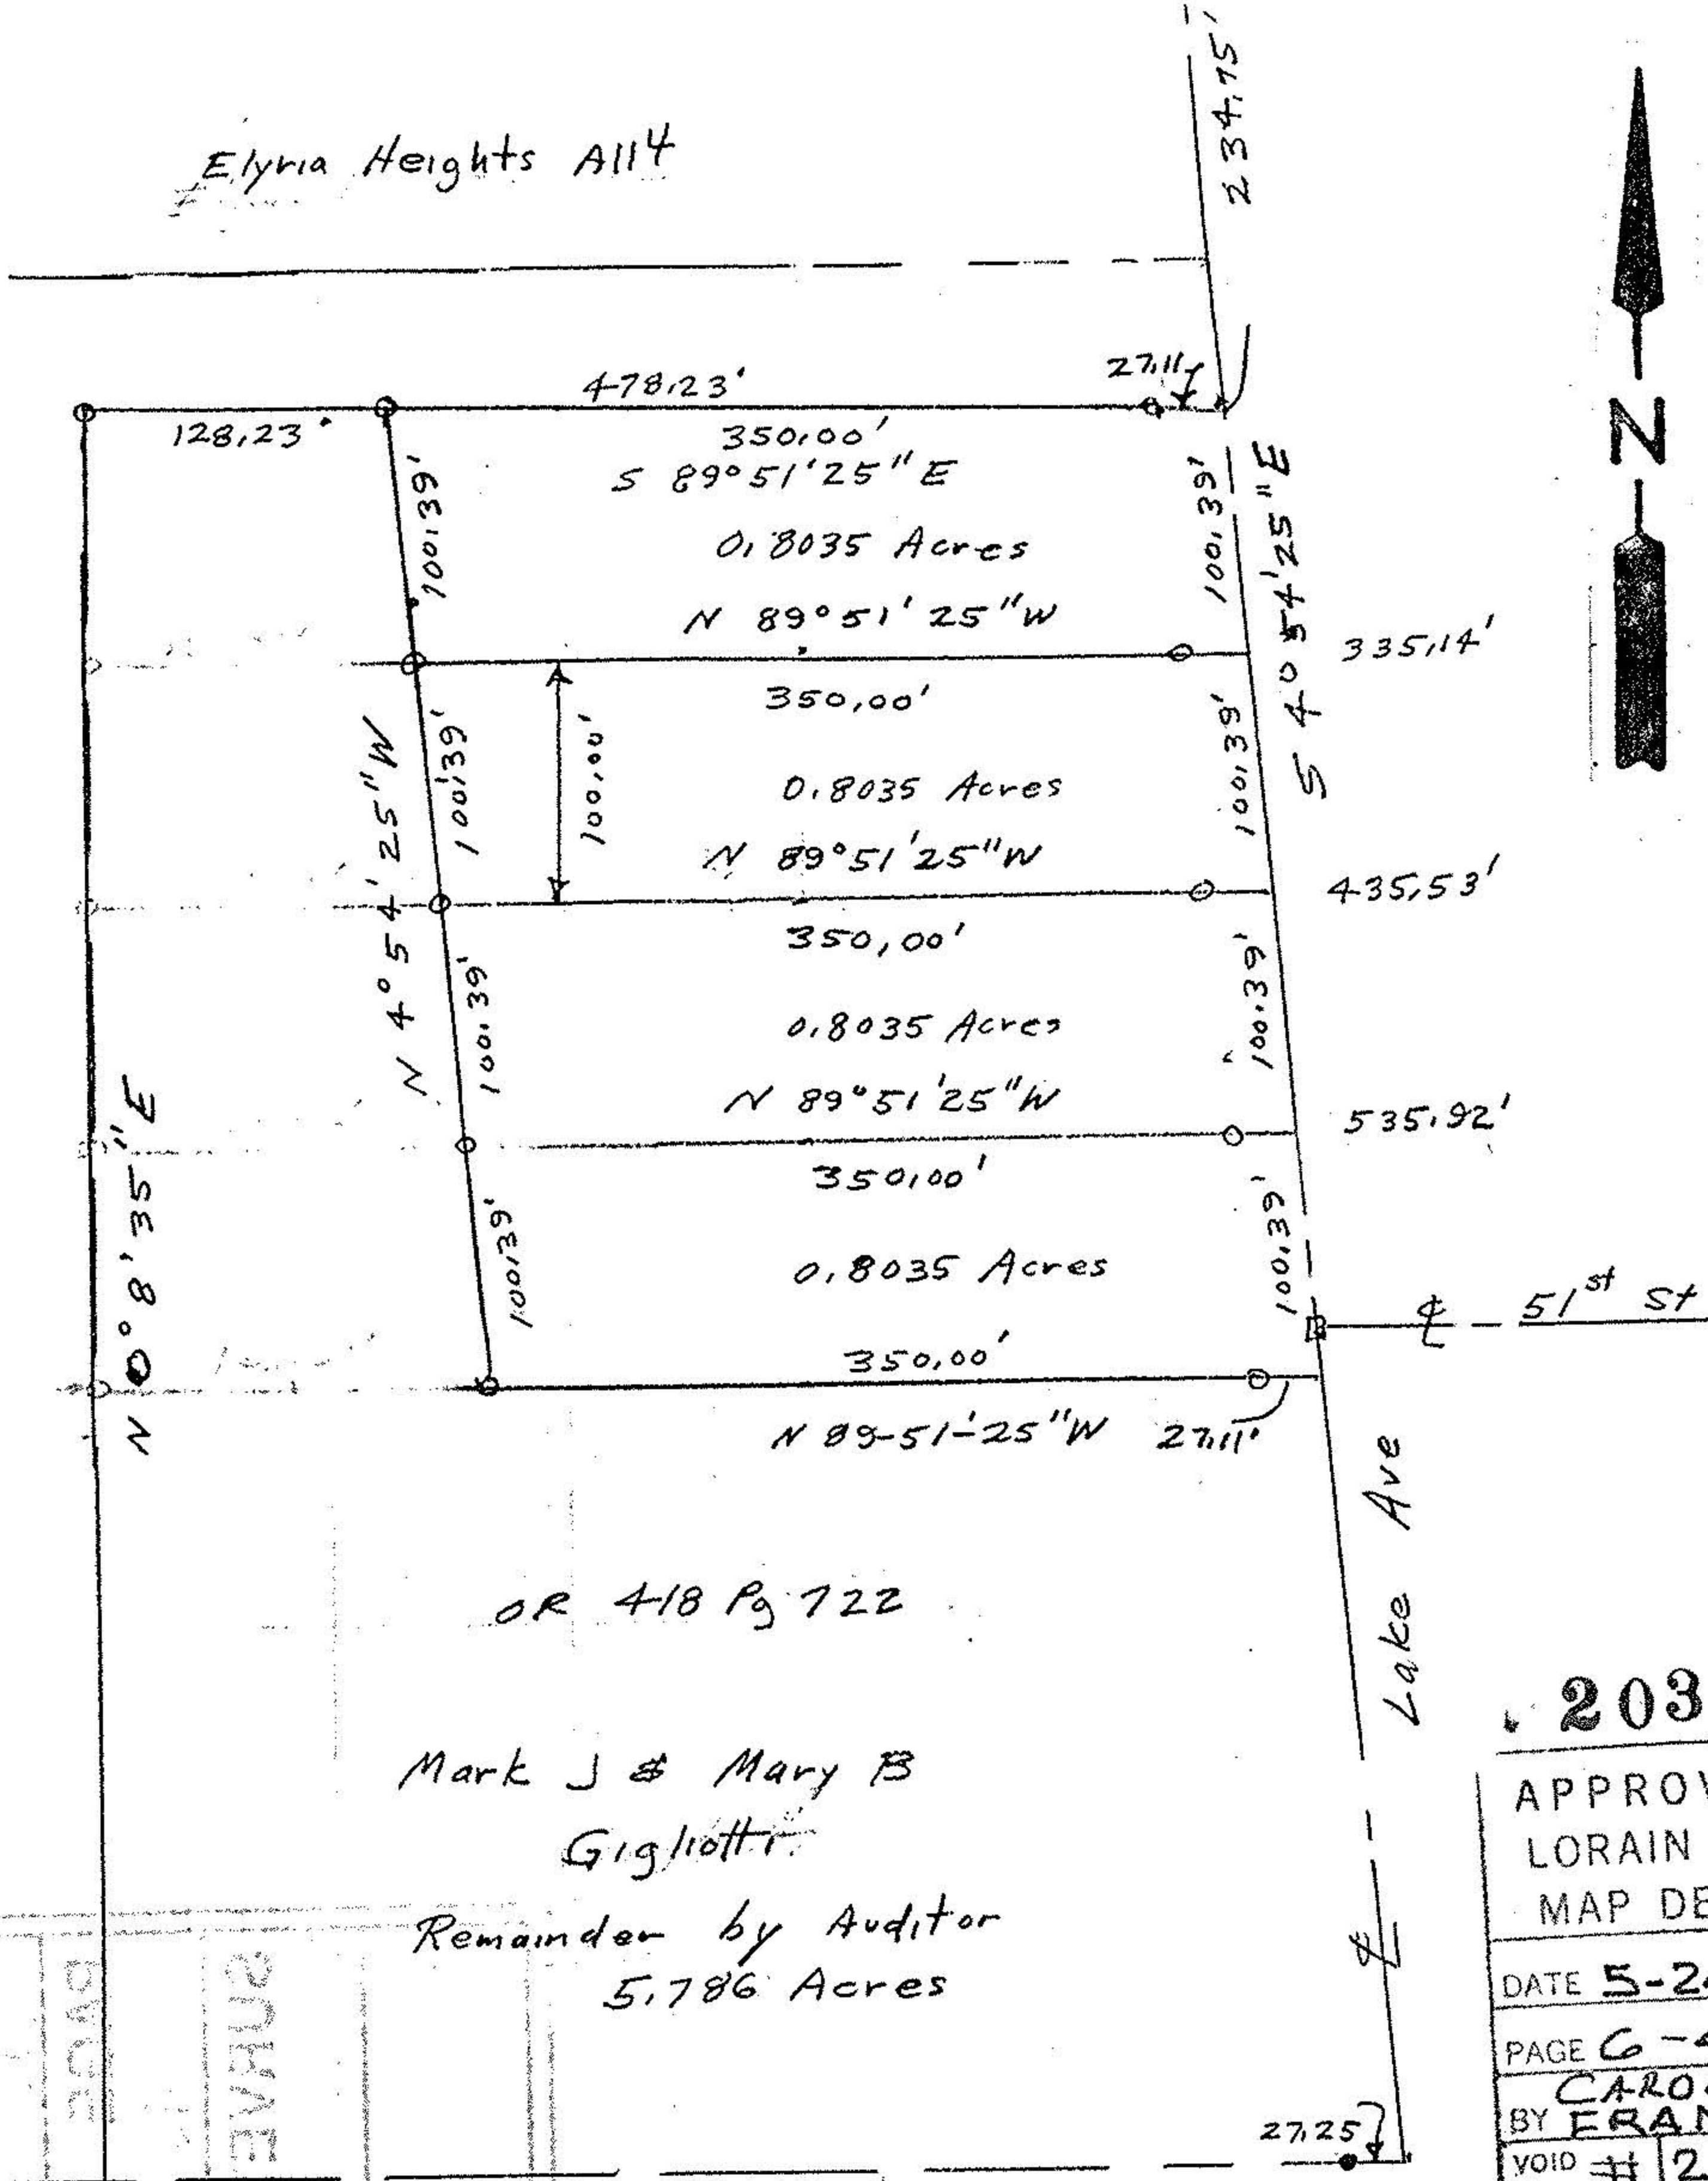 234.75'
Elyria Heights All't
478.23'
27.11'
128.23'
350.00'
S 89°51'25" E
100.39'
100.39'
0.8035 Acres
N 89°51'25"W
S 4°54'25"E
N
335.14'
350.00'
100.39'
100.00'
100.39'
0.8035 Acres
N 89°51'25"W
N 4°54'25"W
435.53'
350.00'
100.39'
100.39'
0.8035 Acres
N 89°51'25"W
N 0°8'35"E
535.92'
350.00'
100.39'
100.39'
0.8035 Acres
51st St
350.00'
N 89-51'-25"W
27.11'
Lake Ave
OR 418 Pg 722
203
Mark J & Mary B
Gigliotti
APPROV
LORAIN
MAP DE
Remainder by Auditor
5.786 Acres
DATE 5-2
PAGE 6-
CARO
BY FRAN
27.25
VOID # 2